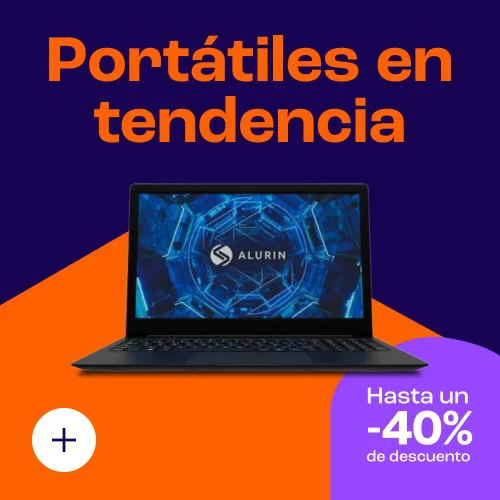 Portátiles en
tendencia
ALURIN
Hasta un
-40%
de descuento